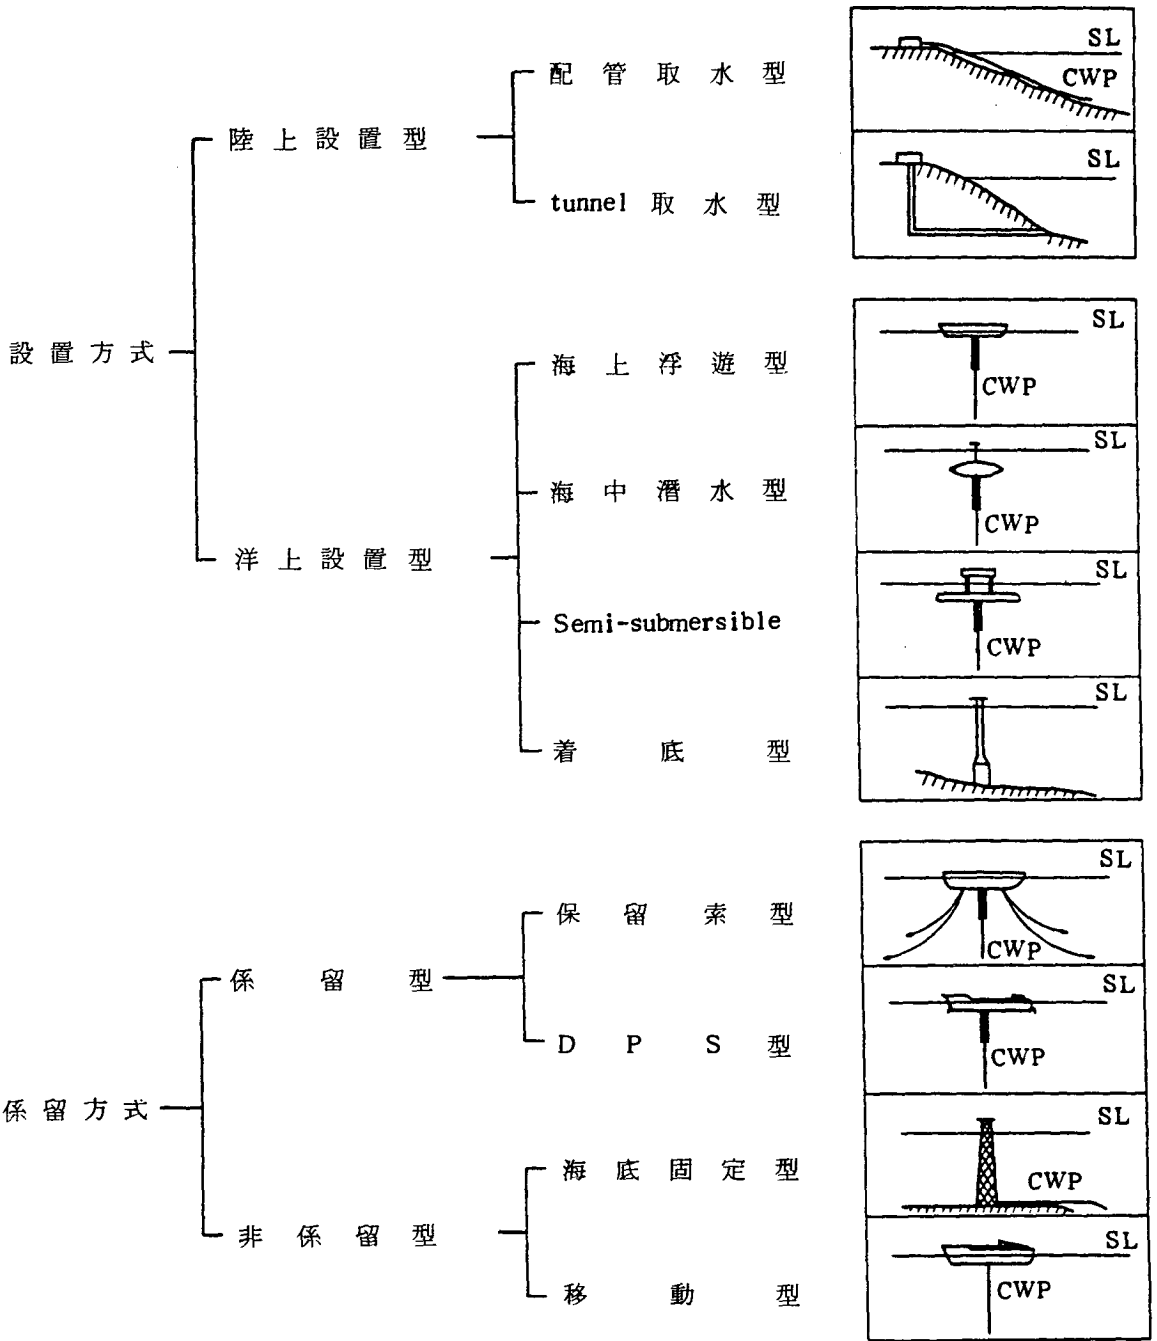 設置方式
陸上設置型
配管取水型
SL
CWP
tunnel 取水型
SL
洋上設置型
海上浮遊型
SL
CWP
海中潛水型
SL
CWP
Semi-submersible
SL
CWP
着底型
SL
係留方式
係留型
保留索型
SL
CWP
DPS型
SL
CWP
非係留型
海底固定型
SL
CWP
移動型
SL
CWP